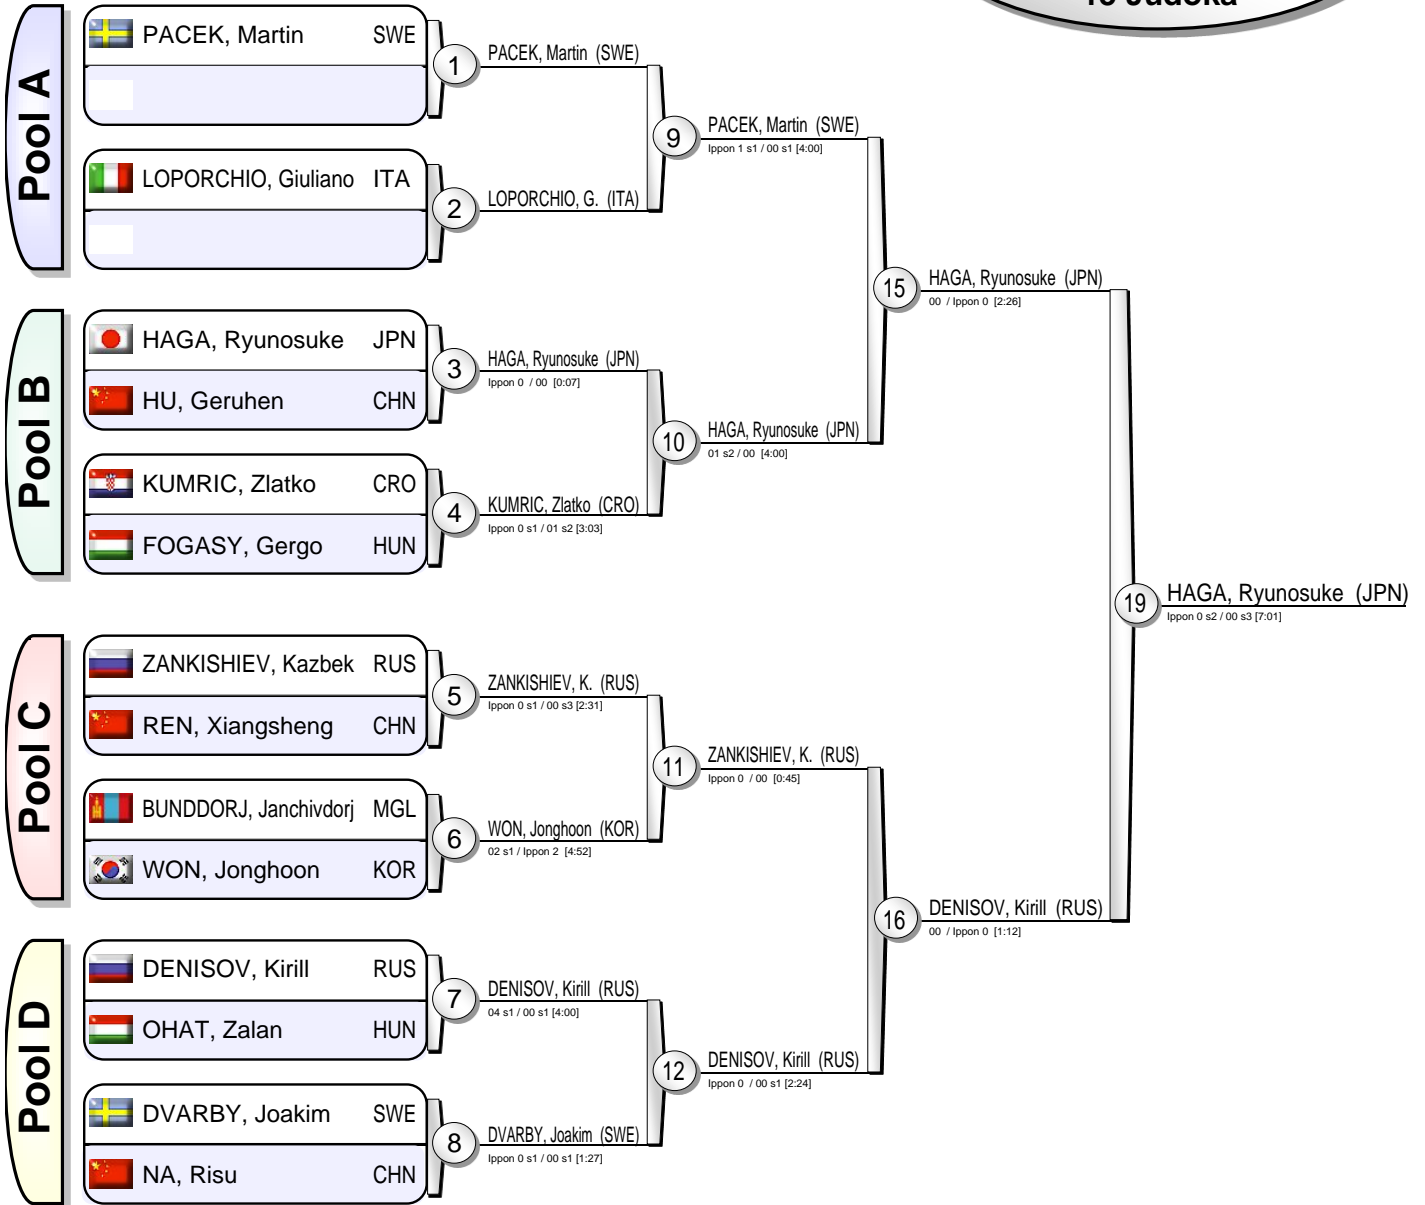 Pool A
PACEK, Martin SWE
LOPORCHIO, Giuliano ITA
1
PACEK, Martin (SWE)
2
LOPORCHIO, G. (ITA)
9
PACEK, Martin (SWE)
Ippon 1 s1 / 00 s1 [4:00]
Pool B
HAGA, Ryunosuke JPN
HU, Geruhen CHN
KUMRIC, Zlatko CRO
FOGASY, Gergo HUN
3
HAGA, Ryunosuke (JPN)
Ippon 0 / 00 [0:07]
4
KUMRIC, Zlatko (CRO)
Ippon 0 s1 / 01 s2 [3:03]
10
HAGA, Ryunosuke (JPN)
01 s2 / 00 [4:00]
15
HAGA, Ryunosuke (JPN)
00 / Ippon 0 [2:26]
Pool C
ZANKISHIEV, Kazbek RUS
REN, Xiangsheng CHN
BUNDDORJ, Janchivdorj MGL
WON, Jonghoon KOR
5
ZANKISHIEV, K. (RUS)
Ippon 0 s1 / 00 s3 [2:31]
6
WON, Jonghoon (KOR)
02 s1 / Ippon 2 [4:52]
11
ZANKISHIEV, K. (RUS)
Ippon 0 / 00 [0:45]
Pool D
DENISOV, Kirill RUS
OHAT, Zalan HUN
DVARBY, Joakim SWE
NA, Risu CHN
7
DENISOV, Kirill (RUS)
04 s1 / 00 s1 [4:00]
8
DVARBY, Joakim (SWE)
Ippon 0 s1 / 00 s1 [1:27]
12
DENISOV, Kirill (RUS)
Ippon 0 / 00 s1 [2:24]
16
DENISOV, Kirill (RUS)
00 / Ippon 0 [1:12]
19
HAGA, Ryunosuke (JPN)
Ippon 0 s2 / 00 s3 [7:01]